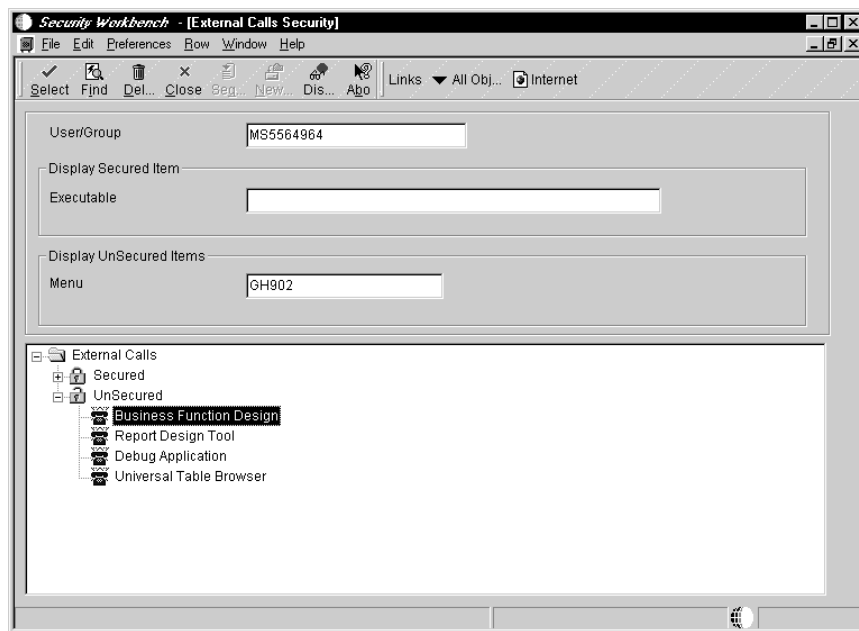 Security Workbench - [External Calls Security]
File Edit Preferences Row Window Help
Select Find Del... Close Seq... New... Dis... Abo Links All Obj... Internet
User/Group MS5564964
Display Secured Item
Executable
Display UnSecured Items
Menu GH902
External Calls
Secured
UnSecured
Business Function Design
Report Design Tool
Debug Application
Universal Table Browser